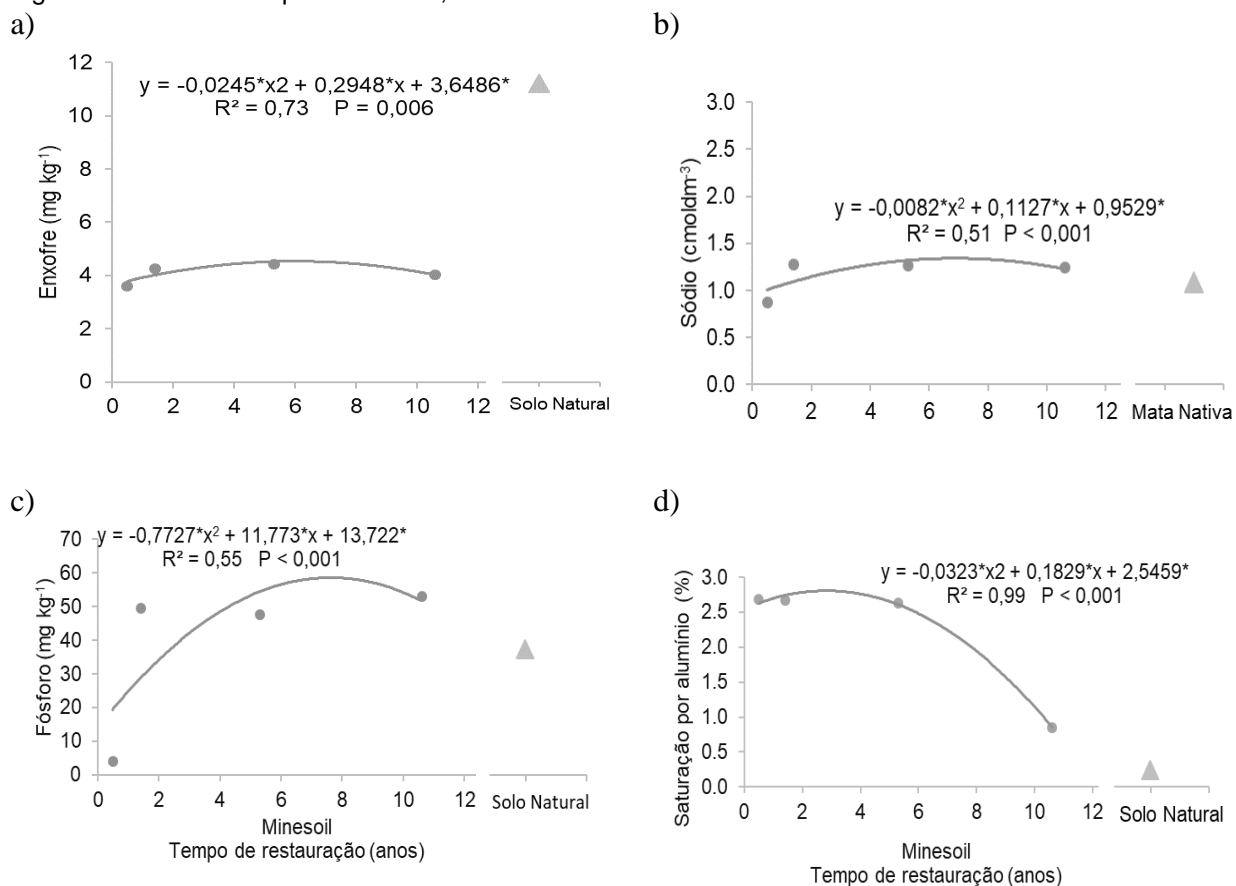 a)
y = -0,0245*x2 + 0,2948*x + 3,6486*
R² = 0,73 P = 0,006
Enxofre (mg kg⁻¹)
12
10
8
6
4
2
0
0 2 4 6 8 10 12
Solo Natural
b)
y = -0,0082*x² + 0,1127*x + 0,9529*
R² = 0,51 P < 0,001
Sódio (cmoldm⁻³)
3.0
2.5
2.0
1.5
1.0
0.5
0.0
0 2 4 6 8 10 12
Mata Nativa
c)
y = -0,7727*x² + 11,773*x + 13,722*
R² = 0,55 P < 0,001
Fósforo (mg kg⁻¹)
70
60
50
40
30
20
10
0
0 2 4 6 8 10 12
Solo Natural
Minesoil
Tempo de restauração (anos)
d)
y = -0,0323*x2 + 0,1829*x + 2,5459*
R² = 0,99 P < 0,001
Saturação por alumínio (%)
3.0
2.5
2.0
1.5
1.0
0.5
0.0
0 2 4 6 8 10 12
Solo Natural
Minesoil
Tempo de restauração (anos)